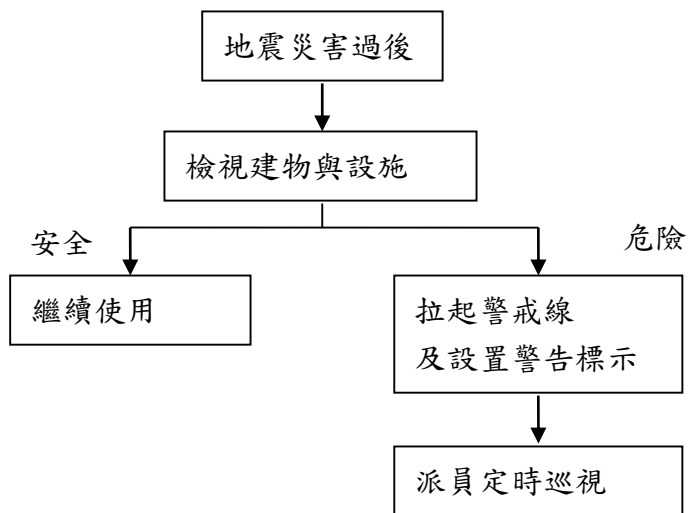 地震災害過後
檢視建物與設施
安全
危險
繼續使用
拉起警戒線
及設置警告標示
派員定時巡視